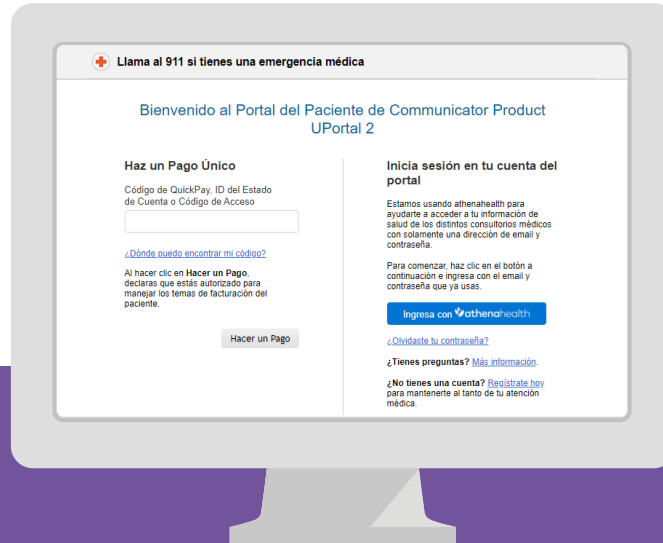 Llama al 911 si tienes una emergencia médica
Bienvenido al Portal del Paciente de Communicator Product
UPortal 2
Haz un Pago Único
Código de QuickPay, ID del Estado
de Cuenta o Código de Acceso
¿Dónde puedo encontrar mi código?
Al hacer clic en Hacer un Pago,
declaras que estás autorizado para
manejar los temas de facturación del
paciente.
Hacer un Pago
Inicia sesión en tu cuenta del
portal
Estamos usando athenahealth para
ayudarte a acceder a tu información de
salud de los distintos consultorios médicos
con solamente una dirección de email y
contraseña.
Para comenzar, haz clic en el botón a
continuación e ingresa con el email y
contraseña que ya usas.
Ingresa con athenahealth
¿Olvidaste tu contraseña?
¿Tienes preguntas? Más información.
¿No tienes una cuenta? Regístrate hoy
para mantenerte al tanto de tu atención
médica.